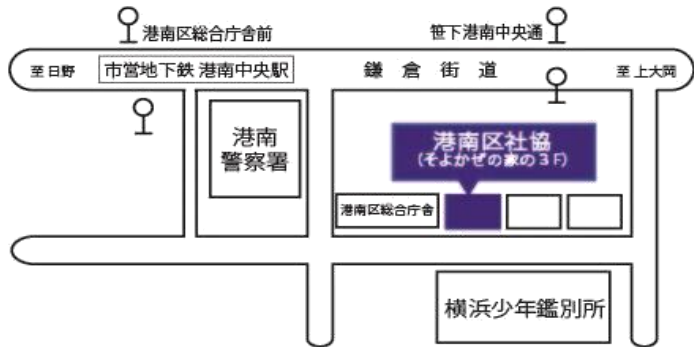 港南区総合庁舎前
笹下港南中央通
至日野
市営地下鉄 港南中央駅
鎌倉街道
至上大岡
港南
警察署
港南区社協
（そよかぜの家の３Ｆ）
港南区総合庁舎
横浜少年鑑別所